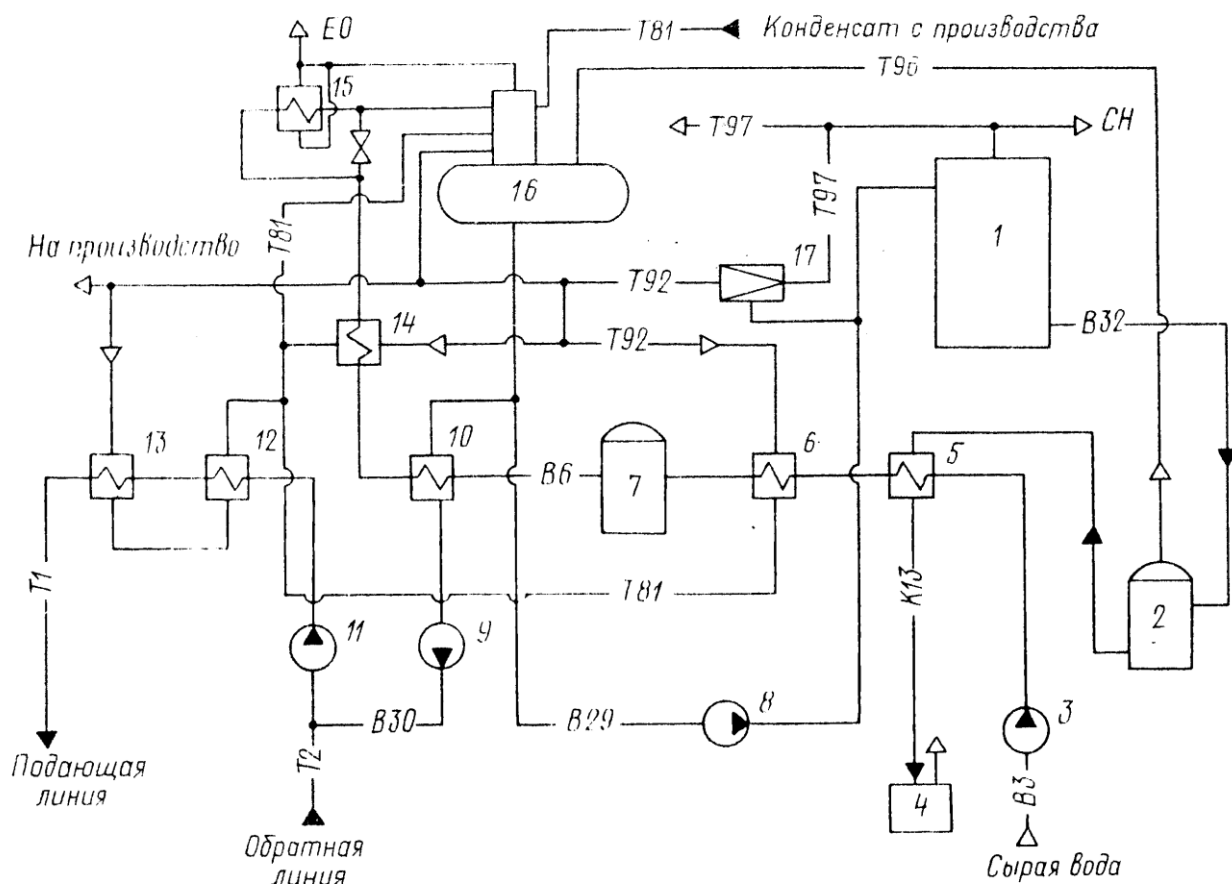 Е0
Т81
Конденсат с производства
Т96
15
Т97
СН
16
Т97
1
Т81
На производство
17
Т92
В32
14
Т92
13
12
10
6
5
В6
7
Т1
Т81
К13
2
11
9
8
3
В30
В29
Т2
В3
4
Подающая
линия
Обратная
линия
Сырая вода